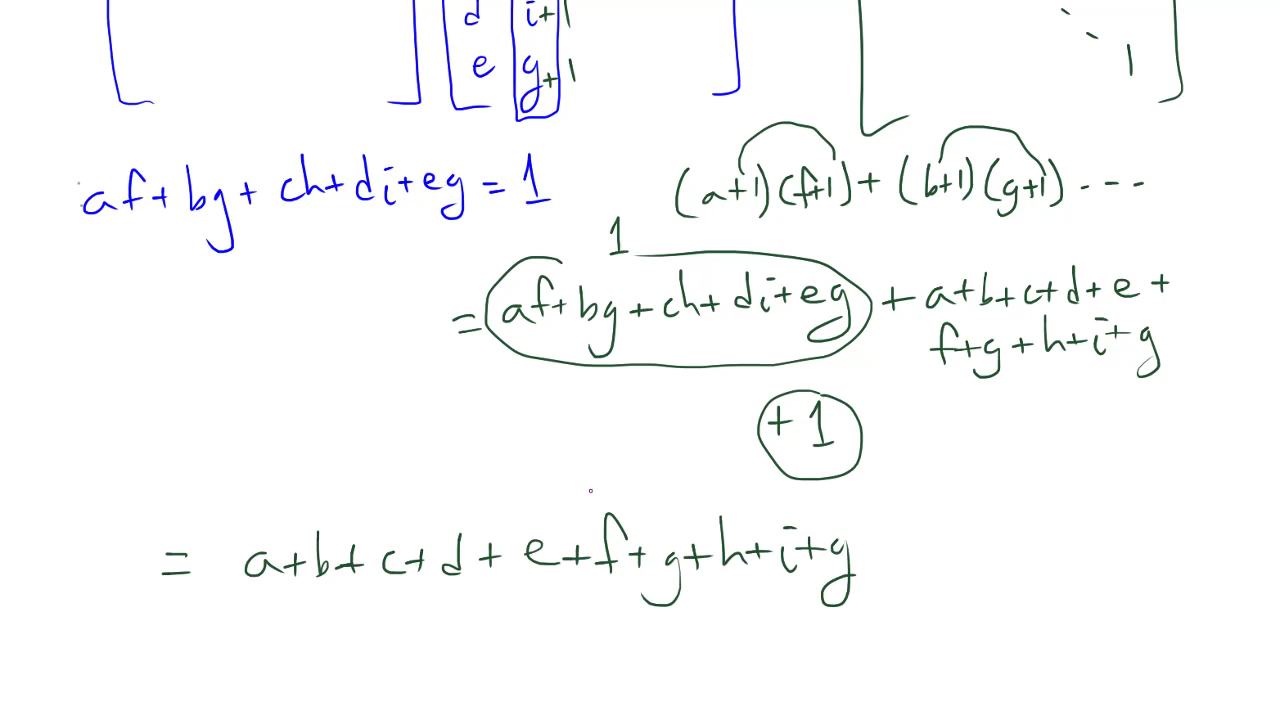 d i+1
e g+1 1
af + bg + ch + di + eg = 1 (a+1)(f+1) + (b+1)(g+1) ---
1
= af + bg + ch + di + eg + a+b+c+d+e+
f+g+h+i+g
+1
= a+b+c+d+e+f+g+h+i+g